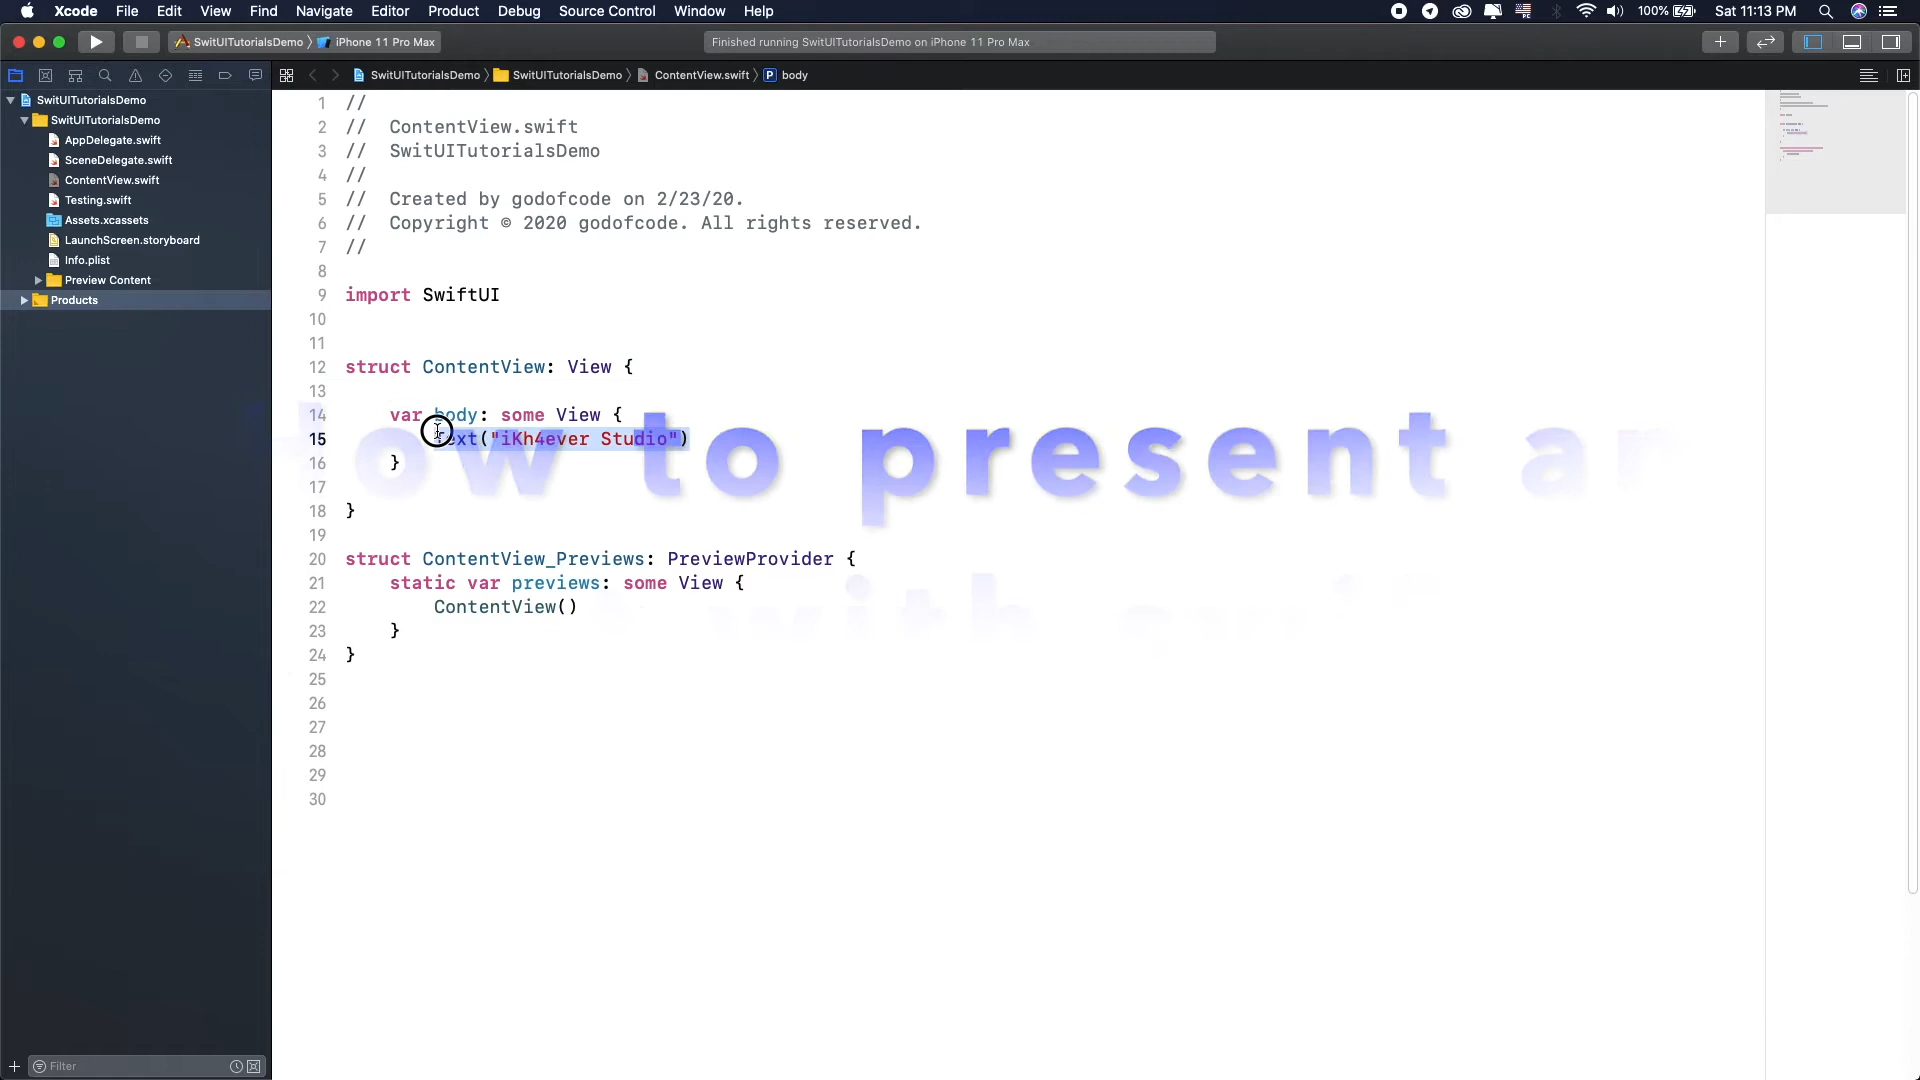 Xcode File Edit View Find Navigate Editor Product Debug Source Control Window Help 100% Sat 11:13 PM
SwitUITutorialsDemo iPhone 11 Pro Max Finished running SwitUITutorialsDemo on iPhone 11 Pro Max
SwitUITutorialsDemo SwitUITutorialsDemo ContentView.swift P body
SwitUITutorialsDemo
SwitUITutorialsDemo
AppDelegate.swift
SceneDelegate.swift
ContentView.swift
Testing.swift
Assets.xcassets
LaunchScreen.storyboard
Info.plist
Preview Content
Products
Filter
1 //
2 // ContentView.swift
3 // SwitUITutorialsDemo
4 //
5 // Created by godofcode on 2/23/20.
6 // Copyright © 2020 godofcode. All rights reserved.
7 //
8
9 import SwiftUI
10
11
12 struct ContentView: View {
13
14 var body: some View {
15 Text("iKh4ever Studio")
16 }
17
18 }
19
20 struct ContentView_Previews: PreviewProvider {
21 static var previews: some View {
22 ContentView()
23 }
24 }
25
26
27
28
29
30
How to present an
with